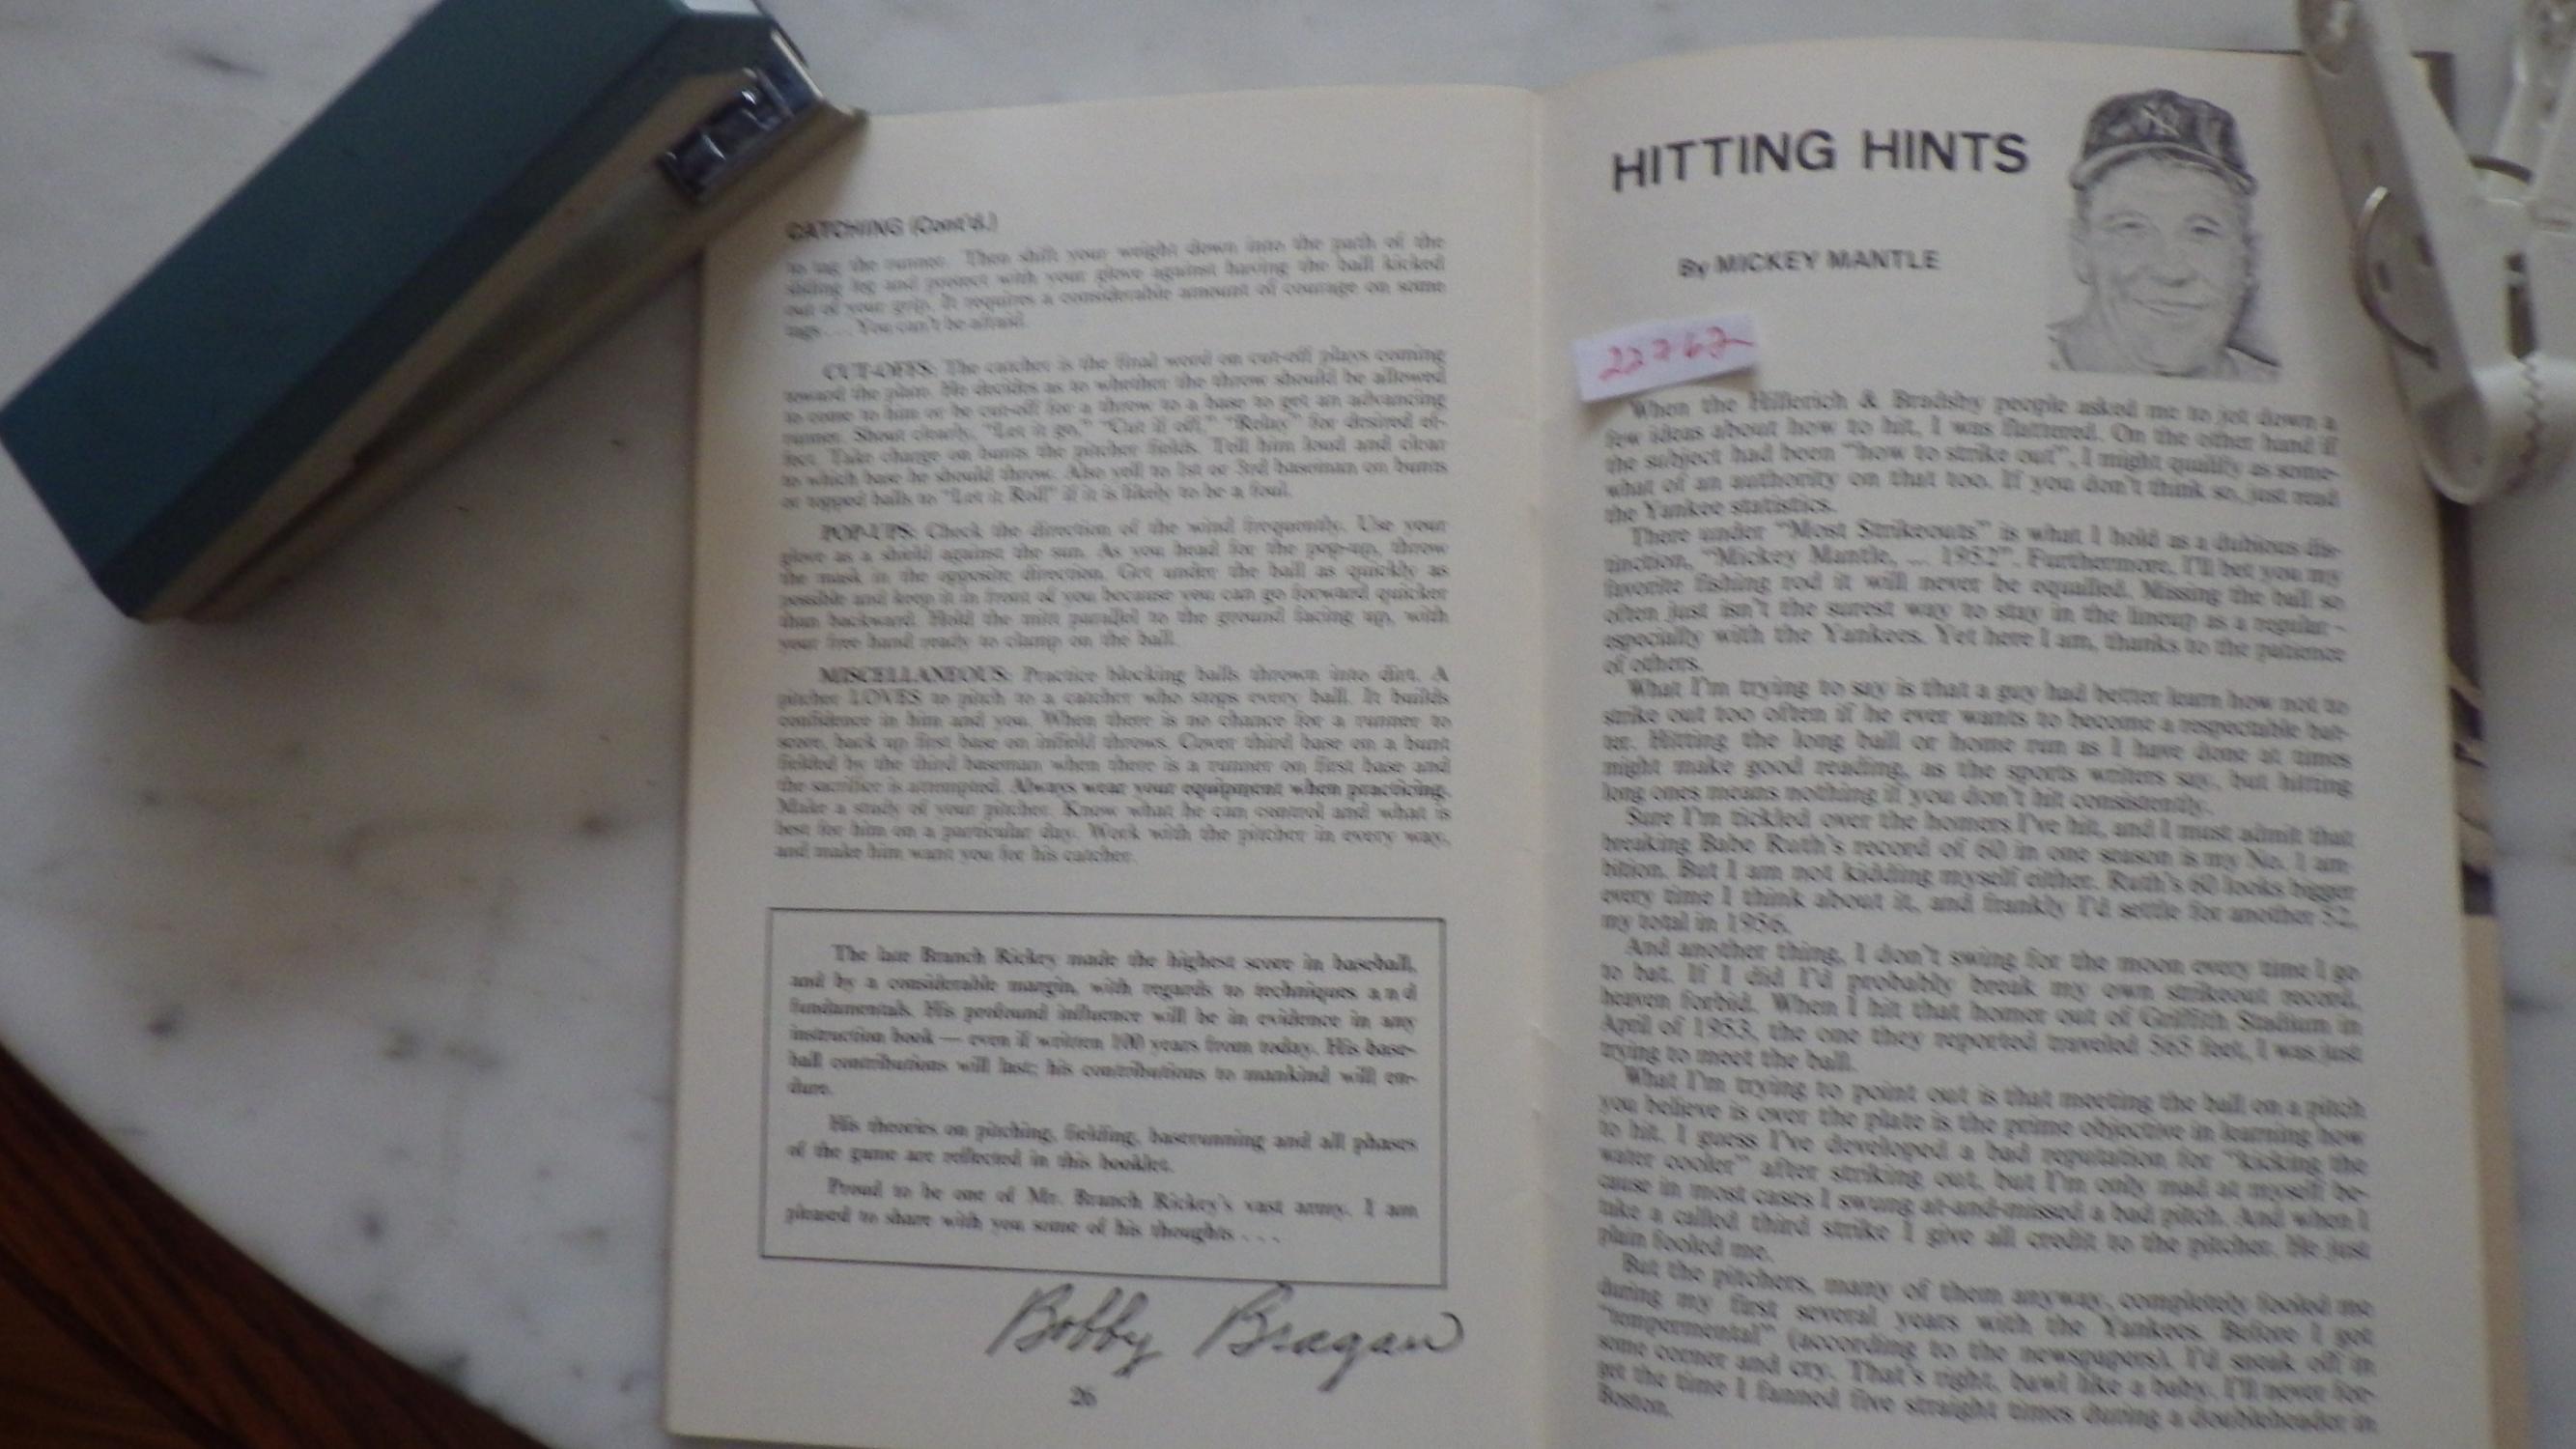 CATCHING (Cont'd.)
to tag the runner. Then shift your weight down into the path of the
sliding leg and protect with your glove against having the ball kicked
out of your grip. It requires a considerable amount of courage on some
tags . . . You can't be afraid.
CUT-OFFS: The catcher is the final word on cut-off plays coming
toward the plate. He decides as to whether the throw should be allowed
to come to him or be cut-off for a throw to a base to get an advancing
runner. Shout clearly, "Let it go," "Cut it off," "Relay" for desired ef-
fect. Take charge on bunts the pitcher fields. Tell him loud and clear
to which base he should throw. Also yell to 1st or 3rd baseman on bunts
or topped balls to "Let it Roll" if it is likely to be a foul.
POP-UPS: Check the direction of the wind frequently. Use your
glove as a shield against the sun. As you head for the pop-up, throw
the mask in the opposite direction. Get under the ball as quickly as
possible and keep it in front of you because you can go forward quicker
than backward. Hold the mitt parallel to the ground facing up, with
your free hand ready to clamp on the ball.
MISCELLANEOUS: Practice blocking balls thrown into dirt. A
pitcher LOVES to pitch to a catcher who stops every ball. It builds
confidence in him and you. When there is no chance for a runner to
score, back up first base on infield throws. Cover third base on a bunt
fielded by the third baseman when there is a runner on first base and
the sacrifice is attempted. Always wear your equipment when practicing.
Make a study of your pitcher. Know what he can control and what is
best for him on a particular day. Work with the pitcher in every way,
and make him want you for his catcher.
The late Branch Rickey made the highest score in baseball,
and by a considerable margin, with regards to techniques and
fundamentals. His profound influence will be in evidence in any
instruction book — even if written 100 years from today. His base-
ball contributions will last; his contributions to mankind will en-
dure.
His theories on pitching, fielding, baserunning and all phases
of the game are reflected in this booklet.
Proud to be one of Mr. Branch Rickey's vast army, I am
pleased to share with you some of his thoughts . . .
Bobby Bragan
26
HITTING HINTS
By MICKEY MANTLE
22762
When the Hillerich & Bradsby people asked me to jot down a
few ideas about how to hit, I was flattered. On the other hand if
the subject had been "how to strike out", I might qualify as some-
what of an authority on that too. If you don't think so, just read
the Yankee statistics.
There under "Most Strikeouts" is what I hold as a dubious dis-
tinction, "Mickey Mantle, ... 1952". Furthermore, I'll bet you my
favorite fishing rod it will never be equalled. Missing the ball so
often just isn't the surest way to stay in the lineup as a regular -
especially with the Yankees. Yet here I am, thanks to the patience
of others.
What I'm trying to say is that a guy had better learn how not to
strike out too often if he ever wants to become a respectable bat-
ter. Hitting the long ball or home run as I have done at times
might make good reading, as the sports writers say, but hitting
long ones means nothing if you don't hit consistently.
Sure I'm tickled over the homers I've hit, and I must admit that
breaking Babe Ruth's record of 60 in one season is my No. 1 am-
bition. But I am not kidding myself either. Ruth's 60 looks bigger
every time I think about it, and frankly I'd settle for another 52,
my total in 1956.
And another thing, I don't swing for the moon every time I go
to bat. If I did I'd probably break my own strikeout record,
heaven forbid. When I hit that homer out of Griffith Stadium in
April of 1953, the one they reported traveled 565 feet, I was just
trying to meet the ball.
What I'm trying to point out is that meeting the ball on a pitch
you believe is over the plate is the prime objective in learning how
to hit. I guess I've developed a bad reputation for "kicking the
water cooler" after striking out, but I'm only mad at myself be-
cause in most cases I swung at-and-missed a bad pitch. And when I
take a called third strike I give all credit to the pitcher. He just
plain fooled me.
But the pitchers, many of them anyway, completely fooled me
during my first several years with the Yankees. Before I got
"tempermental" (according to the newspapers), I'd sneak off in
some corner and cry. That's right, bawl like a baby. I'll never for-
get the time I fanned five straight times during a doubleheader in
Boston.